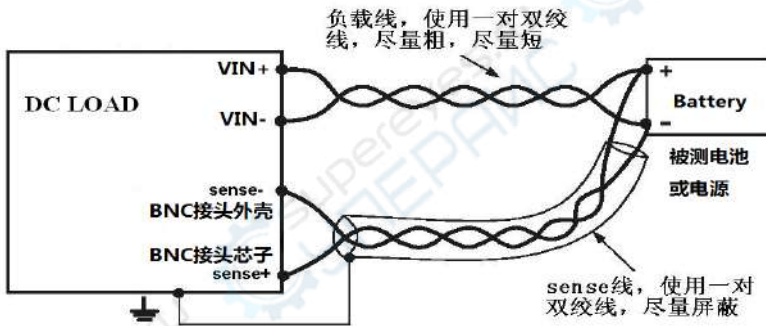 负载线，使用一对双绞
线，尽量粗，尽量短
VIN+
+
DC LOAD
Battery
VIN-
-
被测电池
或电源
sense-
BNC接头外壳
BNC接头芯子
sense+
sense线，使用一对
双绞线，尽量屏蔽
supereyes.
СУПЕРАЙС